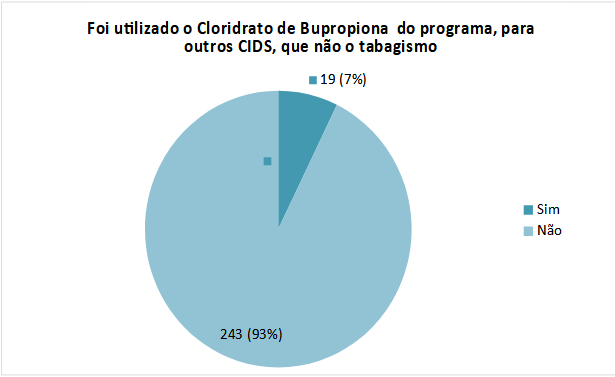 Foi utilizado o Cloridrato de Bupropiona do programa, para
outros CIDS, que não o tabagismo
19 (7%)
Sim
Não
243 (93%)